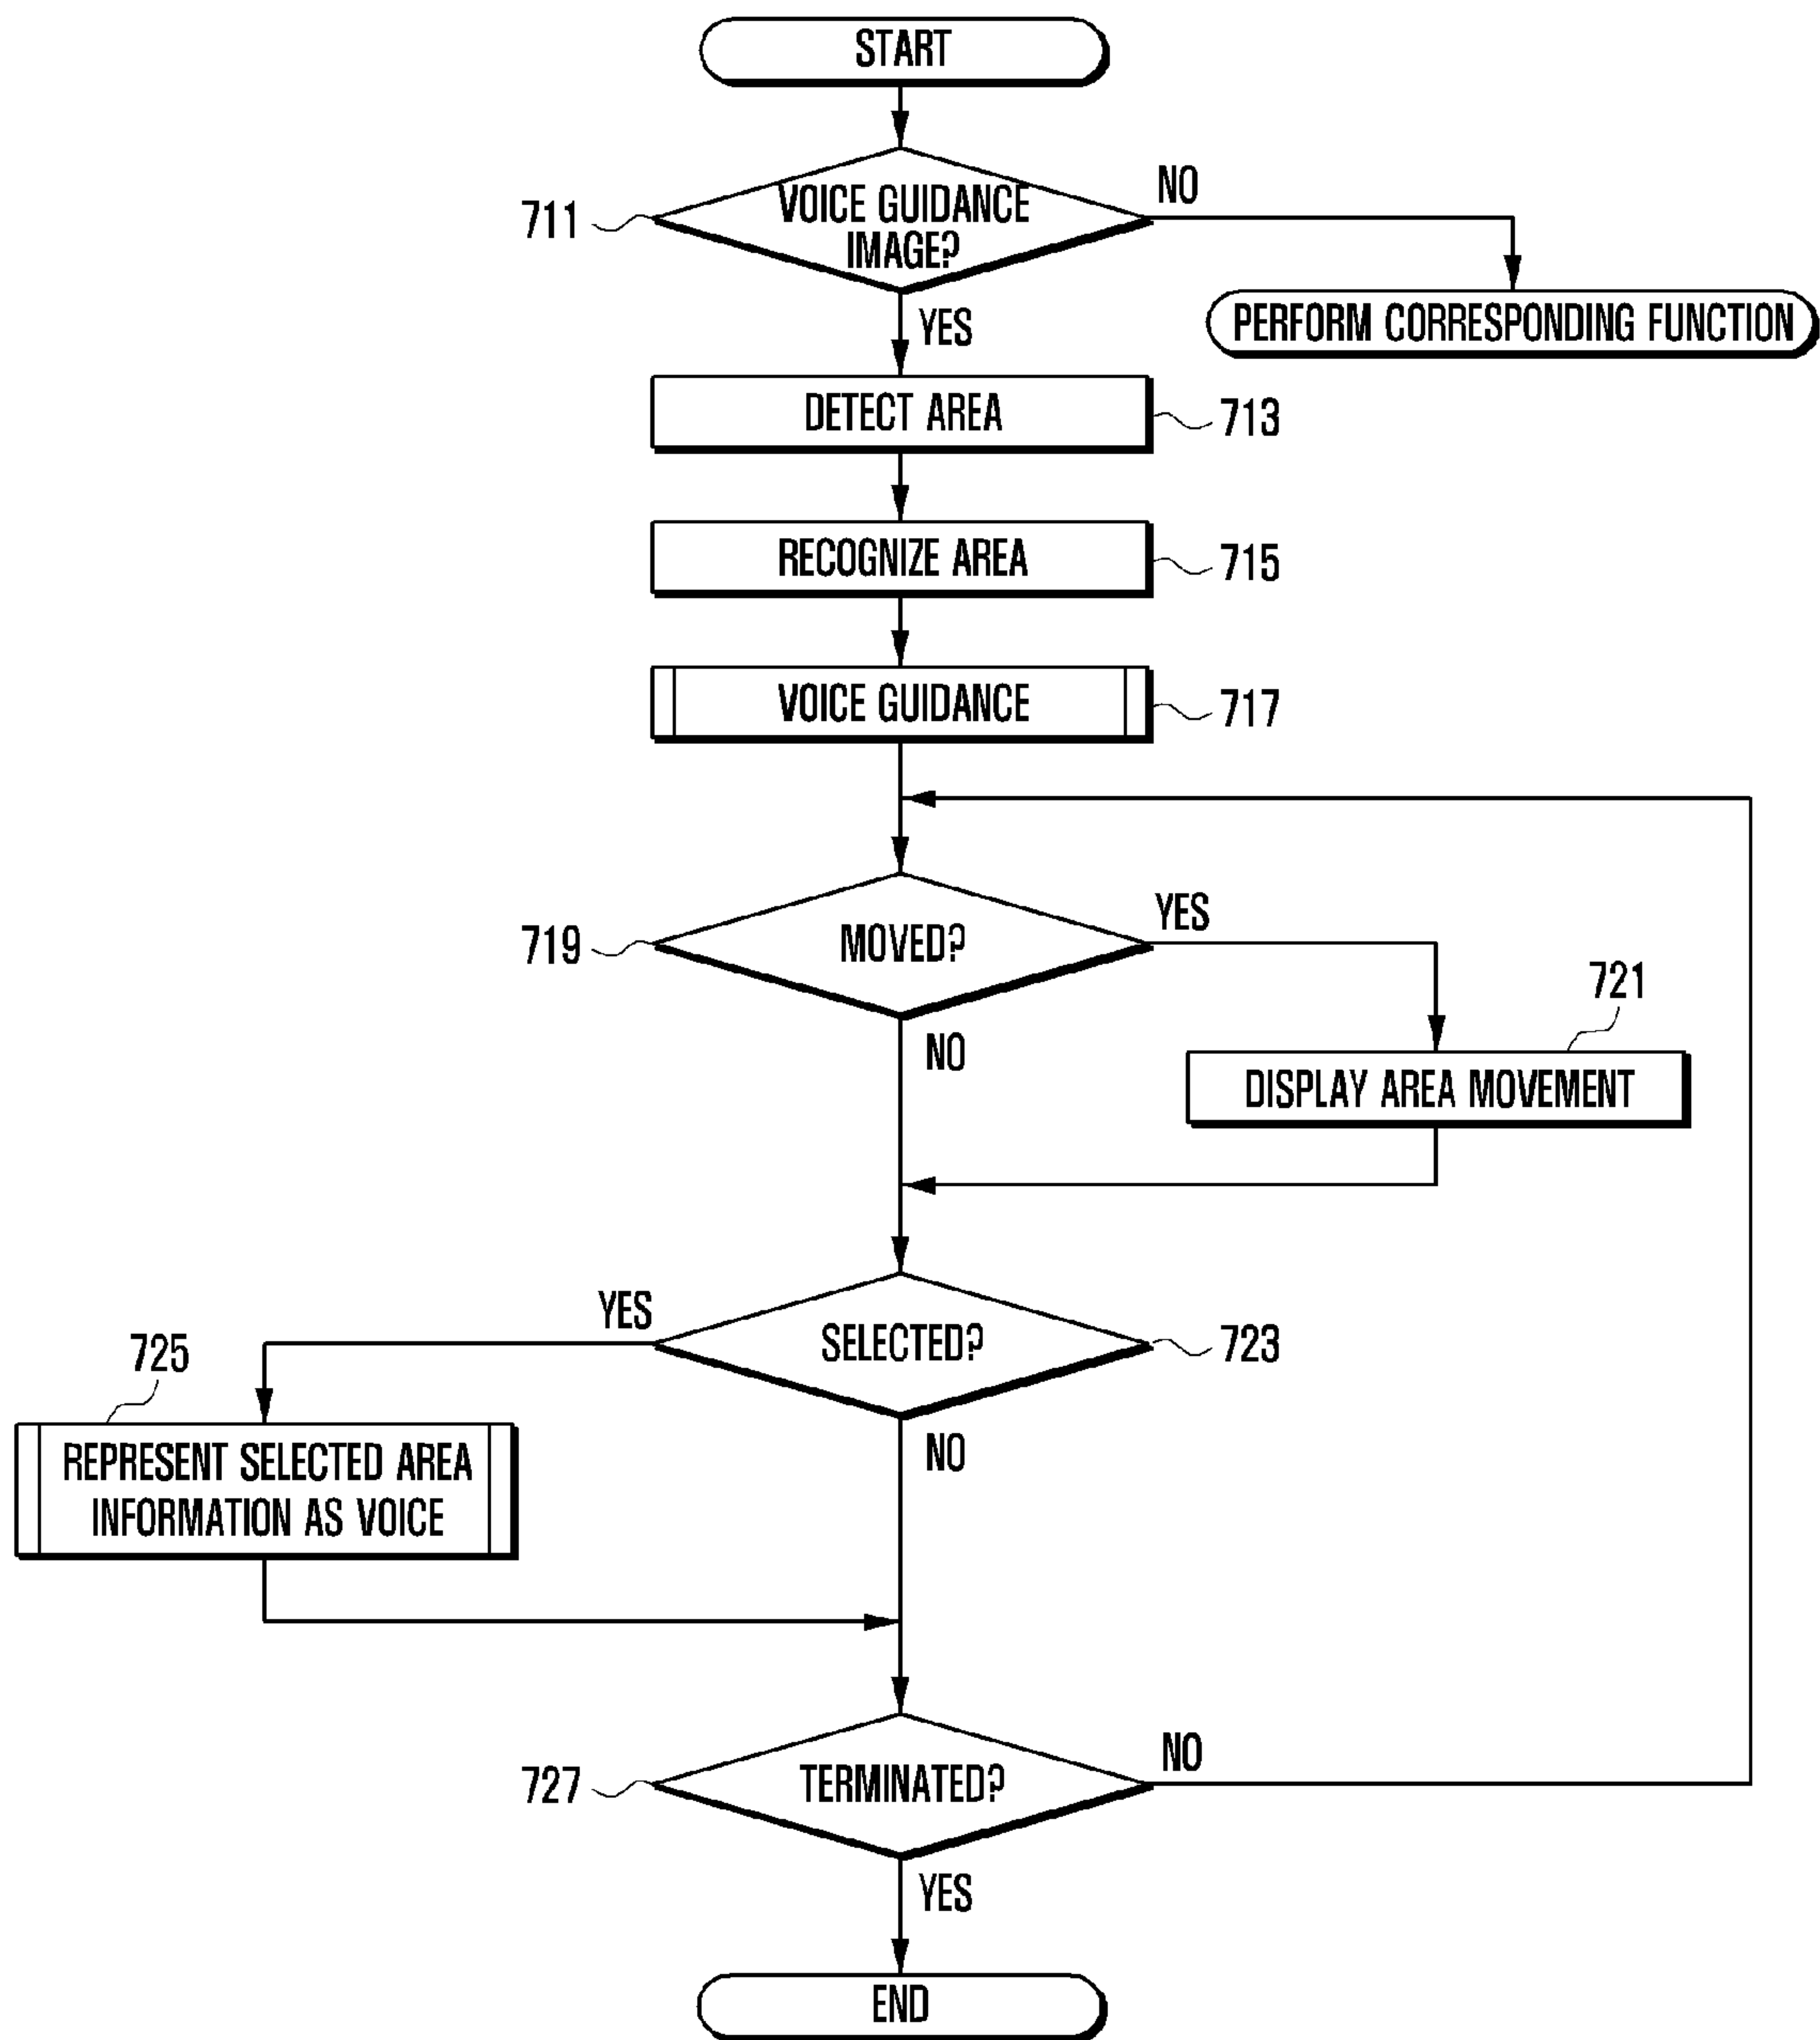 START
VOICE GUIDANCE
IMAGE?
711
NO
PERFORM CORRESPONDING FUNCTION
YES
DETECT AREA
713
RECOGNIZE AREA
715
VOICE GUIDANCE
717
MOVED?
719
YES
721
NO
DISPLAY AREA MOVEMENT
YES
SELECTED?
723
725
NO
REPRESENT SELECTED AREA
INFORMATION AS VOICE
TERMINATED?
727
NO
YES
END